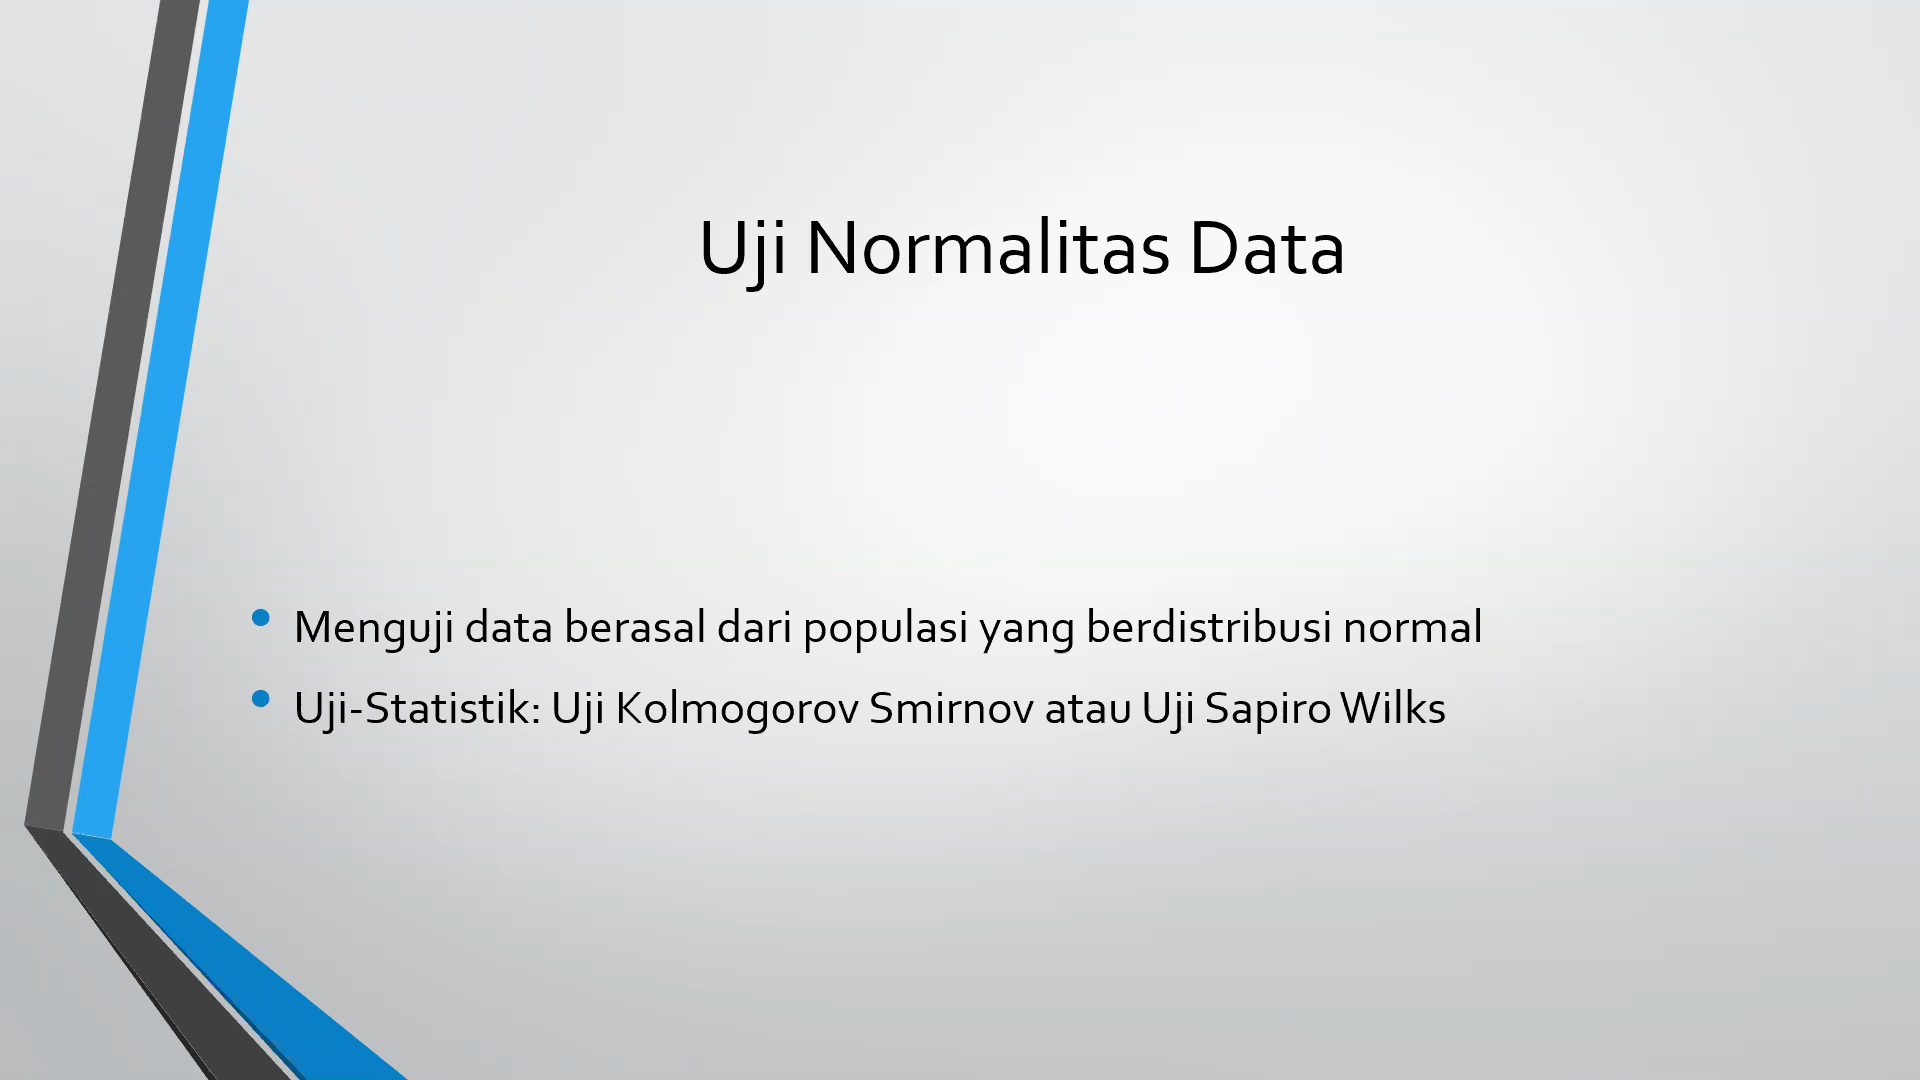 Uji Normalitas Data
• Menguji data berasal dari populasi yang berdistribusi normal
• Uji-Statistik: Uji Kolmogorov Smirnov atau Uji Sapiro Wilks